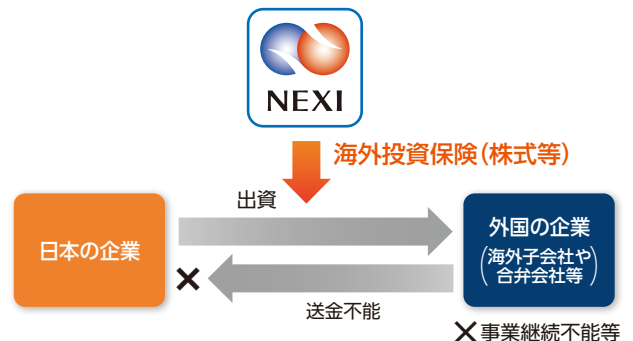 NEXI
海外投資保険(株式等)
出資
日本の企業
外国の企業
(海外子会社や
合弁会社等)
送金不能
×事業継続不能等